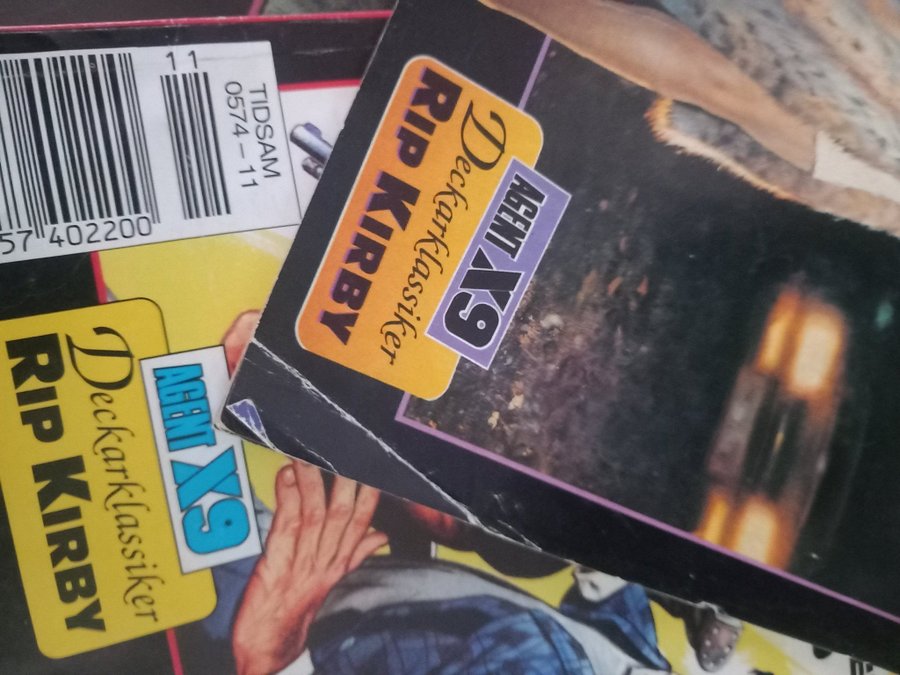 11
TIDSAM
0574-11
57 402200
AGENT X9
Deckarklassiker
RIP KIRBY
AGENT X9
Deckarklassiker
RIP KIRBY